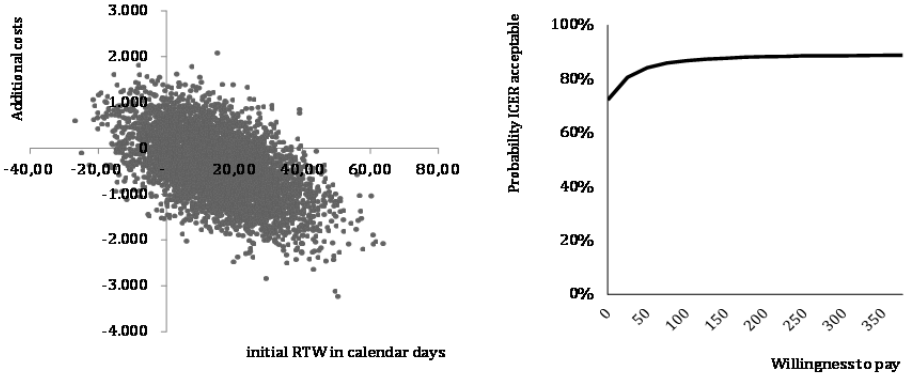 Additional costs
3.000
2.000
1.000
0
-40,00 -20,00 - 20,00 40,00 60,00 80,00
-1.000
-2.000
-3.000
-4.000
initial RTW in calendar days
Probability ICER acceptable
100%
80%
60%
40%
20%
0%
0 50 100 150 200 250 300 350
Willingness to pay